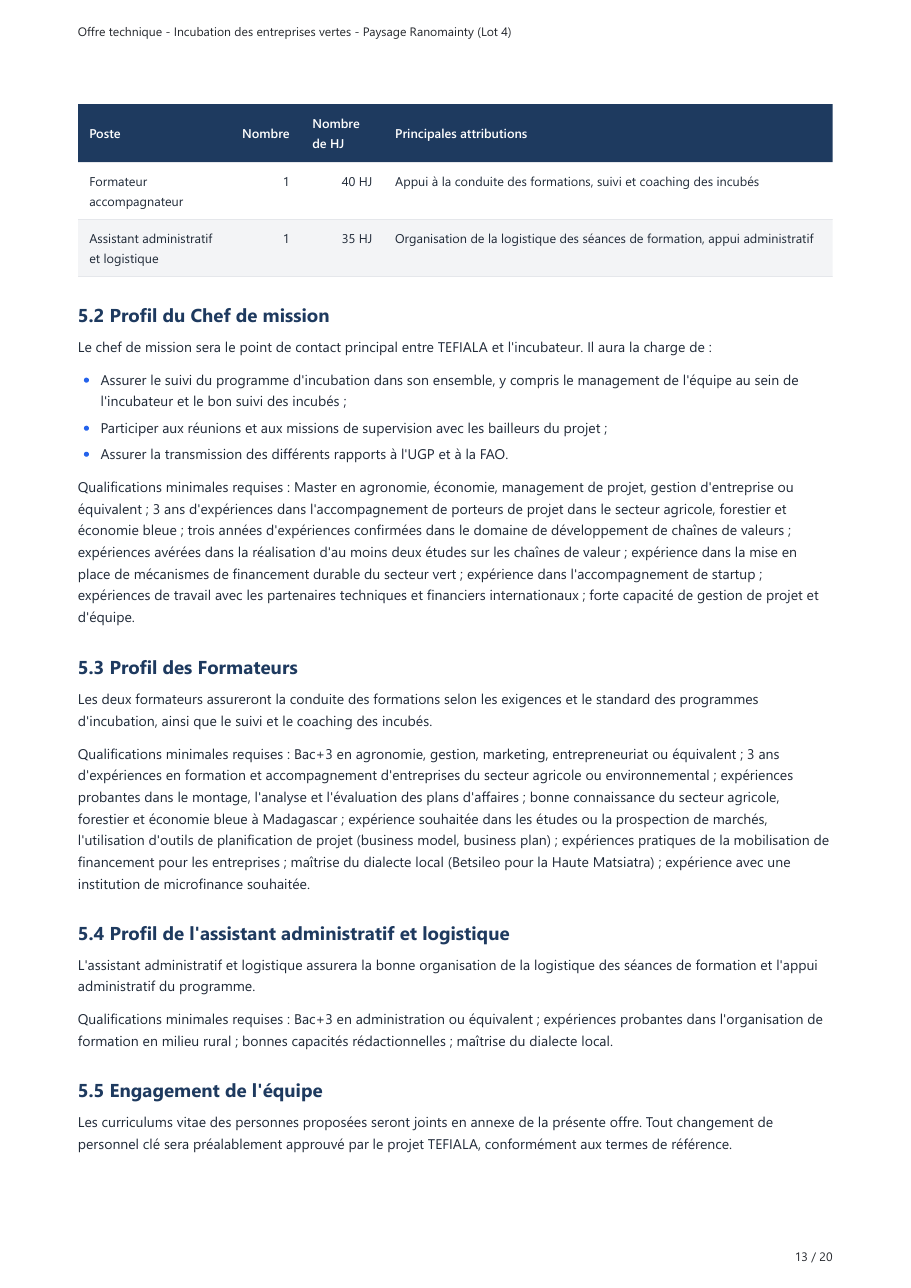 Offre technique - Incubation des entreprises vertes - Paysage Ranomainty (Lot 4)
Poste Nombre Nombre de HJ Principales attributions
Formateur accompagnateur 1 40 HJ Appui à la conduite des formations, suivi et coaching des incubés
Assistant administratif et logistique 1 35 HJ Organisation de la logistique des séances de formation, appui administratif
5.2 Profil du Chef de mission
Le chef de mission sera le point de contact principal entre TEFIALA et l'incubateur. Il aura la charge de :
• Assurer le suivi du programme d'incubation dans son ensemble, y compris le management de l'équipe au sein de
l'incubateur et le bon suivi des incubés ;
• Participer aux réunions et aux missions de supervision avec les bailleurs du projet ;
• Assurer la transmission des différents rapports à l'UGP et à la FAO.
Qualifications minimales requises : Master en agronomie, économie, management de projet, gestion d'entreprise ou
équivalent ; 3 ans d'expériences dans l'accompagnement de porteurs de projet dans le secteur agricole, forestier et
économie bleue ; trois années d'expériences confirmées dans le domaine de développement de chaînes de valeurs ;
expériences avérées dans la réalisation d'au moins deux études sur les chaînes de valeur ; expérience dans la mise en
place de mécanismes de financement durable du secteur vert ; expérience dans l'accompagnement de startup ;
expériences de travail avec les partenaires techniques et financiers internationaux ; forte capacité de gestion de projet et
d'équipe.
5.3 Profil des Formateurs
Les deux formateurs assureront la conduite des formations selon les exigences et le standard des programmes
d'incubation, ainsi que le suivi et le coaching des incubés.
Qualifications minimales requises : Bac+3 en agronomie, gestion, marketing, entrepreneuriat ou équivalent ; 3 ans
d'expériences en formation et accompagnement d'entreprises du secteur agricole ou environnemental ; expériences
probantes dans le montage, l'analyse et l'évaluation des plans d'affaires ; bonne connaissance du secteur agricole,
forestier et économie bleue à Madagascar ; expérience souhaitée dans les études ou la prospection de marchés,
l'utilisation d'outils de planification de projet (business model, business plan) ; expériences pratiques de la mobilisation de
financement pour les entreprises ; maîtrise du dialecte local (Betsileo pour la Haute Matsiatra) ; expérience avec une
institution de microfinance souhaitée.
5.4 Profil de l'assistant administratif et logistique
L'assistant administratif et logistique assurera la bonne organisation de la logistique des séances de formation et l'appui
administratif du programme.
Qualifications minimales requises : Bac+3 en administration ou équivalent ; expériences probantes dans l'organisation de
formation en milieu rural ; bonnes capacités rédactionnelles ; maîtrise du dialecte local.
5.5 Engagement de l'équipe
Les curriculums vitae des personnes proposées seront joints en annexe de la présente offre. Tout changement de
personnel clé sera préalablement approuvé par le projet TEFIALA, conformément aux termes de référence.
13 / 20